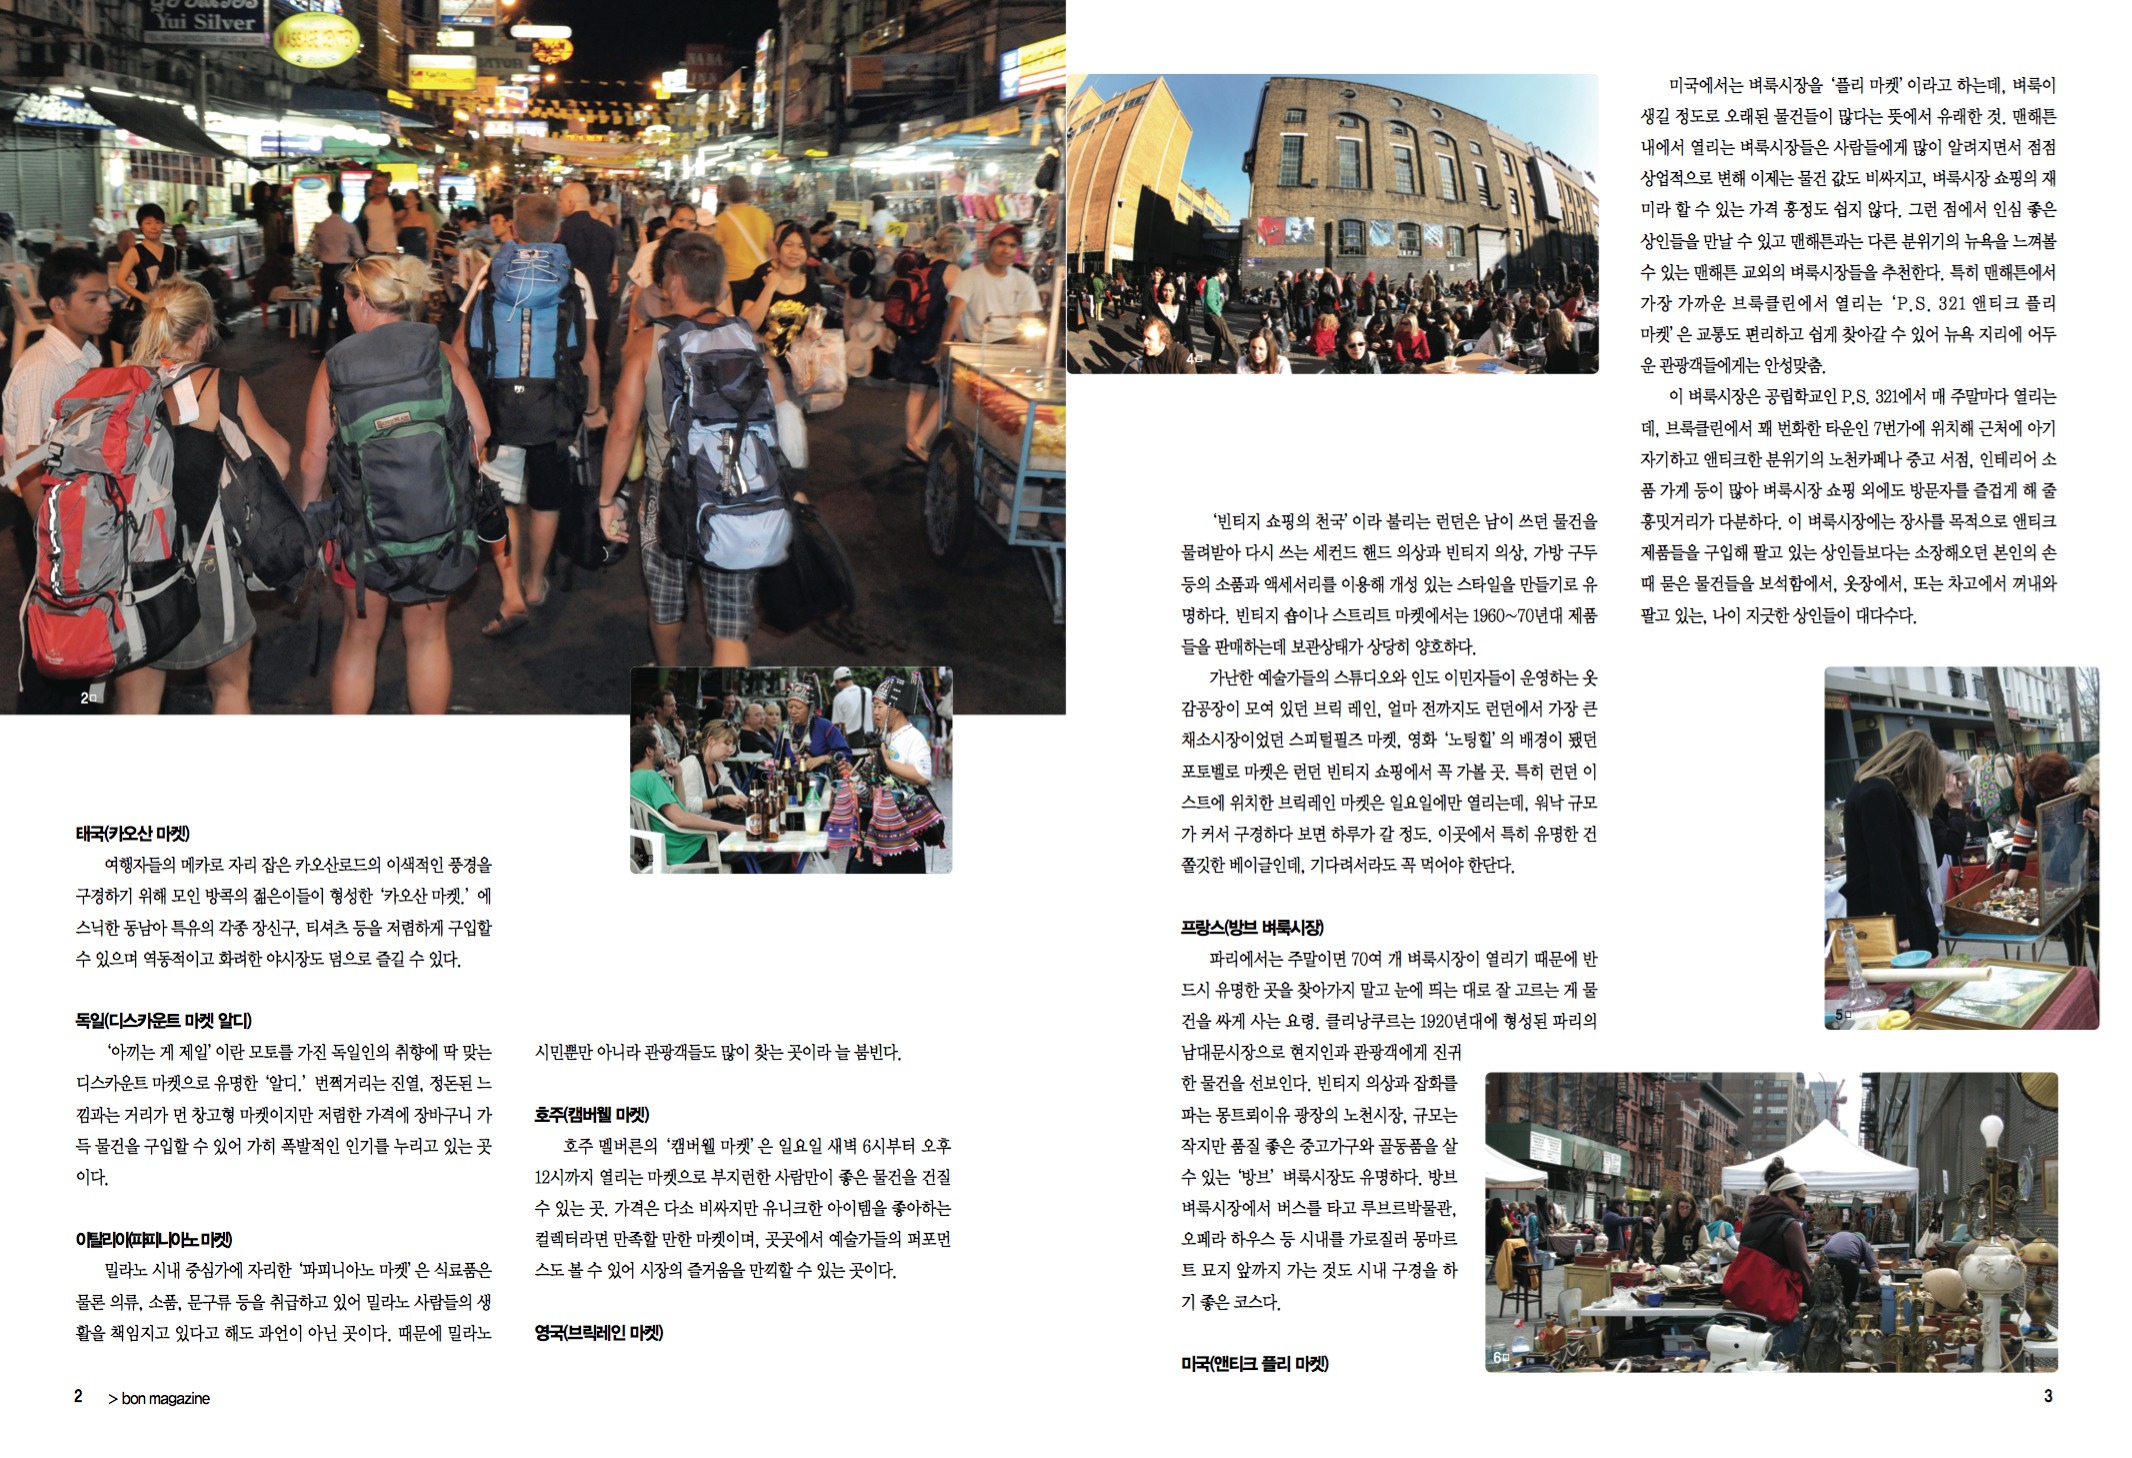 Yui Silver
MASSAGE CENTER
2
태국(카오산 마켓)
여행자들의 메카로 자리 잡은 카오산로드의 이색적인 풍경을
구경하기 위해 모인 방콕의 젊은이들이 형성한 ‘카오산 마켓.’ 에
스닉한 동남아 특유의 각종 장신구, 티셔츠 등을 저렴하게 구입할
수 있으며 역동적이고 화려한 야시장도 덤으로 즐길 수 있다.
독일(디스카운트 마켓 알디)
‘아끼는 게 제일’ 이란 모토를 가진 독일인의 취향에 딱 맞는
디스카운트 마켓으로 유명한 ‘알디.’ 번쩍거리는 진열, 정돈된 느
낌과는 거리가 먼 창고형 마켓이지만 저렴한 가격에 장바구니 가
득 물건을 구입할 수 있어 가히 폭발적인 인기를 누리고 있는 곳
이다.
이탈리아(파피니아노 마켓)
밀라노 시내 중심가에 자리한 ‘파피니아노 마켓’ 은 식료품은
물론 의류, 소품, 문구류 등을 취급하고 있어 밀라노 사람들의 생
활을 책임지고 있다고 해도 과언이 아닌 곳이다. 때문에 밀라노
시민뿐만 아니라 관광객들도 많이 찾는 곳이라 늘 붐빈다.
호주(캠버웰 마켓)
호주 멜버른의 ‘캠버웰 마켓’ 은 일요일 새벽 6시부터 오후
12시까지 열리는 마켓으로 부지런한 사람만이 좋은 물건을 건질
수 있는 곳. 가격은 다소 비싸지만 유니크한 아이템을 좋아하는
컬렉터라면 만족할 만한 마켓이며, 곳곳에서 예술가들의 퍼포먼
스도 볼 수 있어 시장의 즐거움을 만끽할 수 있는 곳이다.
영국(브릭레인 마켓)
2 > bon magazine
4
‘빈티지 쇼핑의 천국’ 이라 불리는 런던은 남이 쓰던 물건을
물려받아 다시 쓰는 세컨드 핸드 의상과 빈티지 의상, 가방 구두
등의 소품과 액세서리를 이용해 개성 있는 스타일을 만들기로 유
명하다. 빈티지 숍이나 스트리트 마켓에서는 1960~70년대 제품
들을 판매하는데 보관상태가 상당히 양호하다.
가난한 예술가들의 스튜디오와 인도 이민자들이 운영하는 옷
감공장이 모여 있던 브릭 레인, 얼마 전까지도 런던에서 가장 큰
채소시장이었던 스피털필즈 마켓, 영화 ‘노팅힐’ 의 배경이 됐던
포토벨로 마켓은 런던 빈티지 쇼핑에서 꼭 가볼 곳. 특히 런던 이
스트에 위치한 브릭레인 마켓은 일요일에만 열리는데, 워낙 규모
가 커서 구경하다 보면 하루가 갈 정도. 이곳에서 특히 유명한 건
쫄깃한 베이글인데, 기다려서라도 꼭 먹어야 한단다.
프랑스(방브 벼룩시장)
파리에서는 주말이면 70여 개 벼룩시장이 열리기 때문에 반
드시 유명한 곳을 찾아가지 말고 눈에 띄는 대로 잘 고르는 게 물
건을 싸게 사는 요령. 클리냥쿠르는 1920년대에 형성된 파리의
남대문시장으로 현지인과 관광객에게 진귀
한 물건을 선보인다. 빈티지 의상과 잡화를
파는 몽트뢰이유 광장의 노천시장, 규모는
작지만 품질 좋은 중고가구와 골동품을 살
수 있는 ‘방브’ 벼룩시장도 유명하다. 방브
벼룩시장에서 버스를 타고 루브르박물관,
오페라 하우스 등 시내를 가로질러 몽마르
트 묘지 앞까지 가는 것도 시내 구경을 하
기 좋은 코스다.
미국(앤티크 플리 마켓)
미국에서는 벼룩시장을 ‘플리 마켓’ 이라고 하는데, 벼룩이
생길 정도로 오래된 물건들이 많다는 뜻에서 유래한 것. 맨해튼
내에서 열리는 벼룩시장들은 사람들에게 많이 알려지면서 점점
상업적으로 변해 이제는 물건 값도 비싸지고, 벼룩시장 쇼핑의 재
미라 할 수 있는 가격 흥정도 쉽지 않다. 그런 점에서 인심 좋은
상인들을 만날 수 있고 맨해튼과는 다른 분위기의 뉴욕을 느껴볼
수 있는 맨해튼 교외의 벼룩시장들을 추천한다. 특히 맨해튼에서
가장 가까운 브룩클린에서 열리는 ‘P.S. 321 앤티크 플리
마켓’ 은 교통도 편리하고 쉽게 찾아갈 수 있어 뉴욕 지리에 어두
운 관광객들에게는 안성맞춤.
이 벼룩시장은 공립학교인 P.S. 321에서 매 주말마다 열리는
데, 브룩클린에서 꽤 번화한 타운인 7번가에 위치해 근처에 아기
자기하고 앤티크한 분위기의 노천카페나 중고 서점, 인테리어 소
품 가게 등이 많아 벼룩시장 쇼핑 외에도 방문자를 즐겁게 해 줄
흥밋거리가 다분하다. 이 벼룩시장에는 장사를 목적으로 앤티크
제품들을 구입해 팔고 있는 상인들보다는 소장해오던 본인의 손
때 묻은 물건들을 보석함에서, 옷장에서, 또는 차고에서 꺼내와
팔고 있는, 나이 지긋한 상인들이 대다수다.
5
6
3